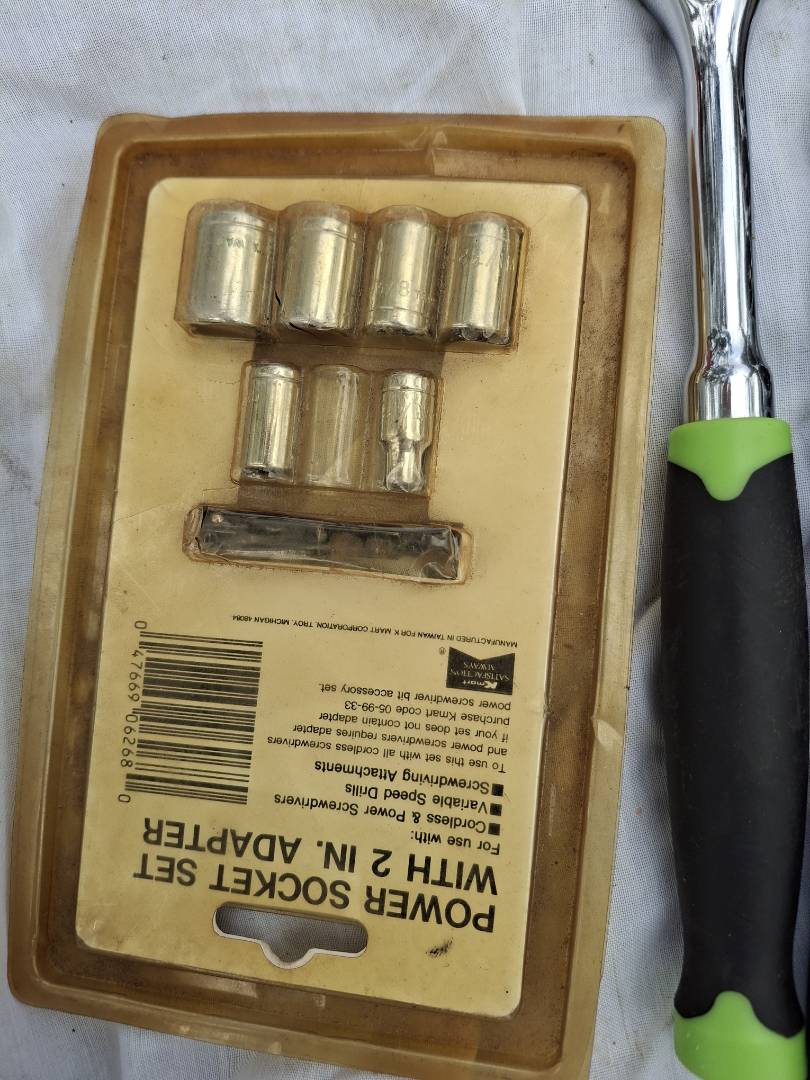 POWER SOCKET SET
WITH 2 IN. ADAPTER
For use with:
■ Cordless & Power Screwdrivers
■ Variable Speed Drills
■ Screwdriving Attachments
To use this set with all cordless screwdrivers
and power screwdrivers requires adapter
if your set does not contain adapter
purchase Kmart code 05-99-33
power screwdriver bit accessory set.
Kmart
SATISFACTION
ALWAYS
®
MANUFACTURED IN TAIWAN FOR K MART CORPORATION, TROY, MICHIGAN 48084
0 47669 06268 0
3/8